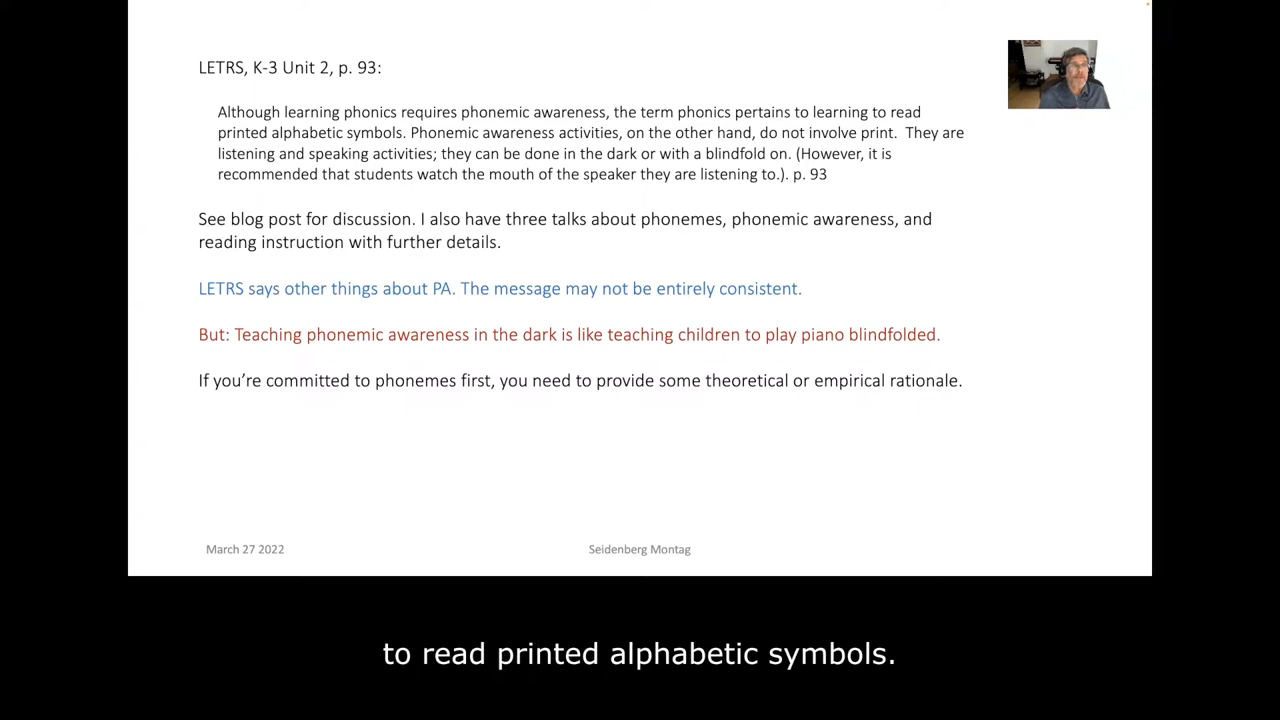 LETRS, K-3 Unit 2, p. 93:
Although learning phonics requires phonemic awareness, the term phonics pertains to learning to read
printed alphabetic symbols. Phonemic awareness activities, on the other hand, do not involve print.  They are
listening and speaking activities; they can be done in the dark or with a blindfold on. (However, it is
recommended that students watch the mouth of the speaker they are listening to.). p. 93
See blog post for discussion. I also have three talks about phonemes, phonemic awareness, and
reading instruction with further details.
LETRS says other things about PA. The message may not be entirely consistent.
But: Teaching phonemic awareness in the dark is like teaching children to play piano blindfolded.
If you’re committed to phonemes first, you need to provide some theoretical or empirical rationale.
March 27 2022
Seidenberg Montag
to read printed alphabetic symbols.